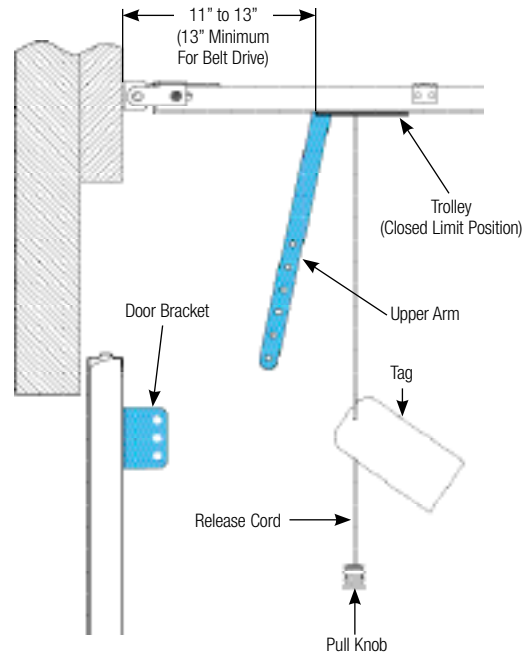 11” to 13”
(13” Minimum
For Belt Drive)
Trolley
(Closed Limit Position)
Door Bracket
Upper Arm
Tag
Release Cord
Pull Knob